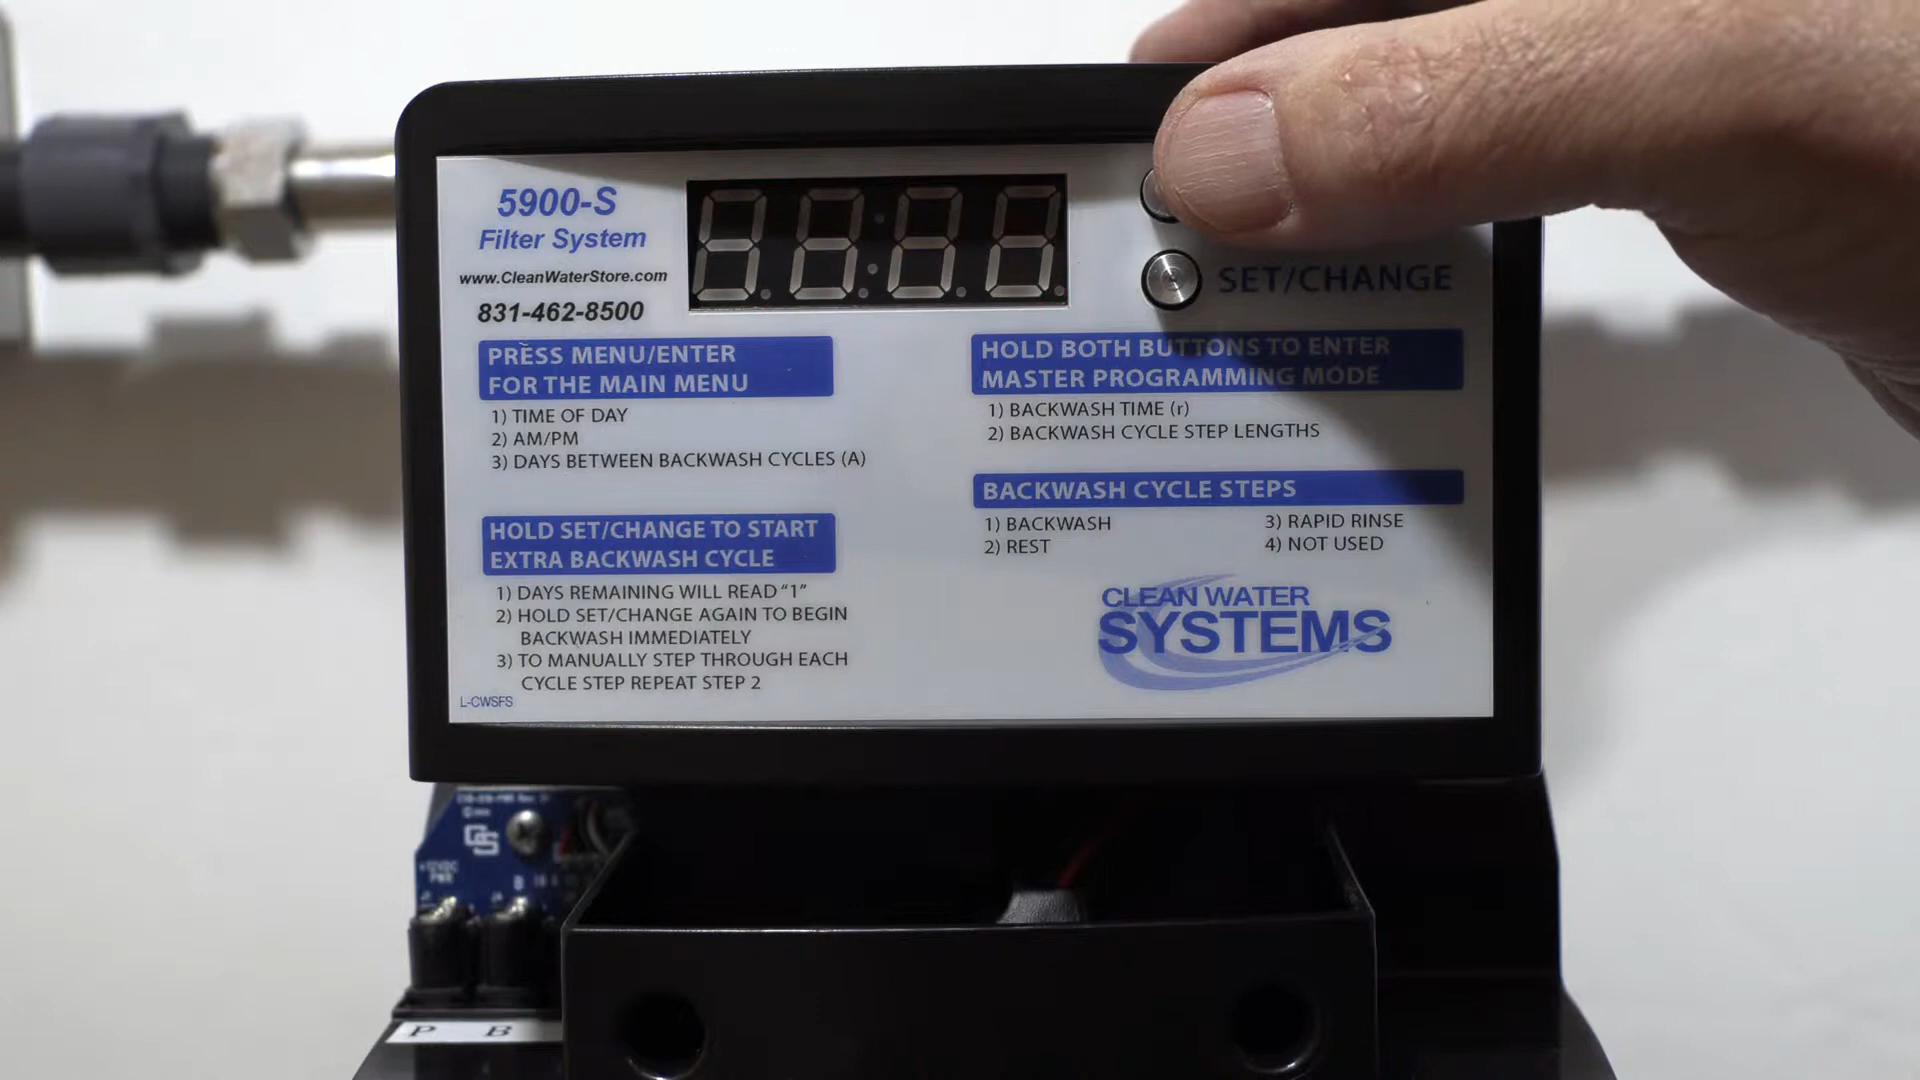 5900-S
Filter System
www.CleanWaterStore.com
831-462-8500
SET/CHANGE
PRESS MENU/ENTER
FOR THE MAIN MENU
1) TIME OF DAY
2) AM/PM
3) DAYS BETWEEN BACKWASH CYCLES (A)
HOLD SET/CHANGE TO START
EXTRA BACKWASH CYCLE
1) DAYS REMAINING WILL READ "1"
2) HOLD SET/CHANGE AGAIN TO BEGIN
BACKWASH IMMEDIATELY
3) TO MANUALLY STEP THROUGH EACH
CYCLE STEP REPEAT STEP 2
L-CWSFS
HOLD BOTH BUTTONS TO ENTER
MASTER PROGRAMMING MODE
1) BACKWASH TIME (r)
2) BACKWASH CYCLE STEP LENGTHS
BACKWASH CYCLE STEPS
1) BACKWASH
2) REST
3) RAPID RINSE
4) NOT USED
CLEAN WATER
SYSTEMS
+12VDC
PWR
P B